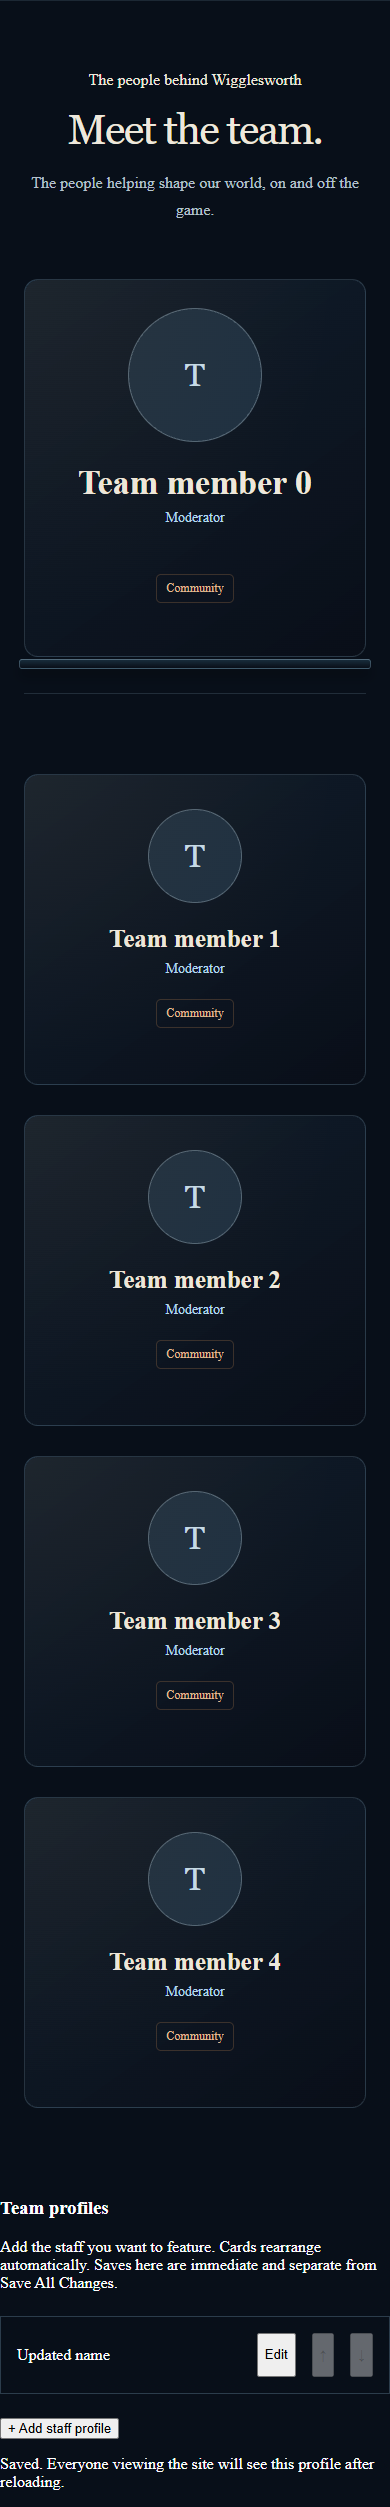 The people behind Wigglesworth
Meet the team.
The people helping shape our world, on and off the
game.
T
Team member 0
Moderator
Community
T
Team member 1
Moderator
Community
T
Team member 2
Moderator
Community
T
Team member 3
Moderator
Community
T
Team member 4
Moderator
Community
Team profiles
Add the staff you want to feature. Cards rearrange
automatically. Saves here are immediate and separate from
Save All Changes.
Updated name
Edit ↑ ↓
+ Add staff profile
Saved. Everyone viewing the site will see this profile after
reloading.